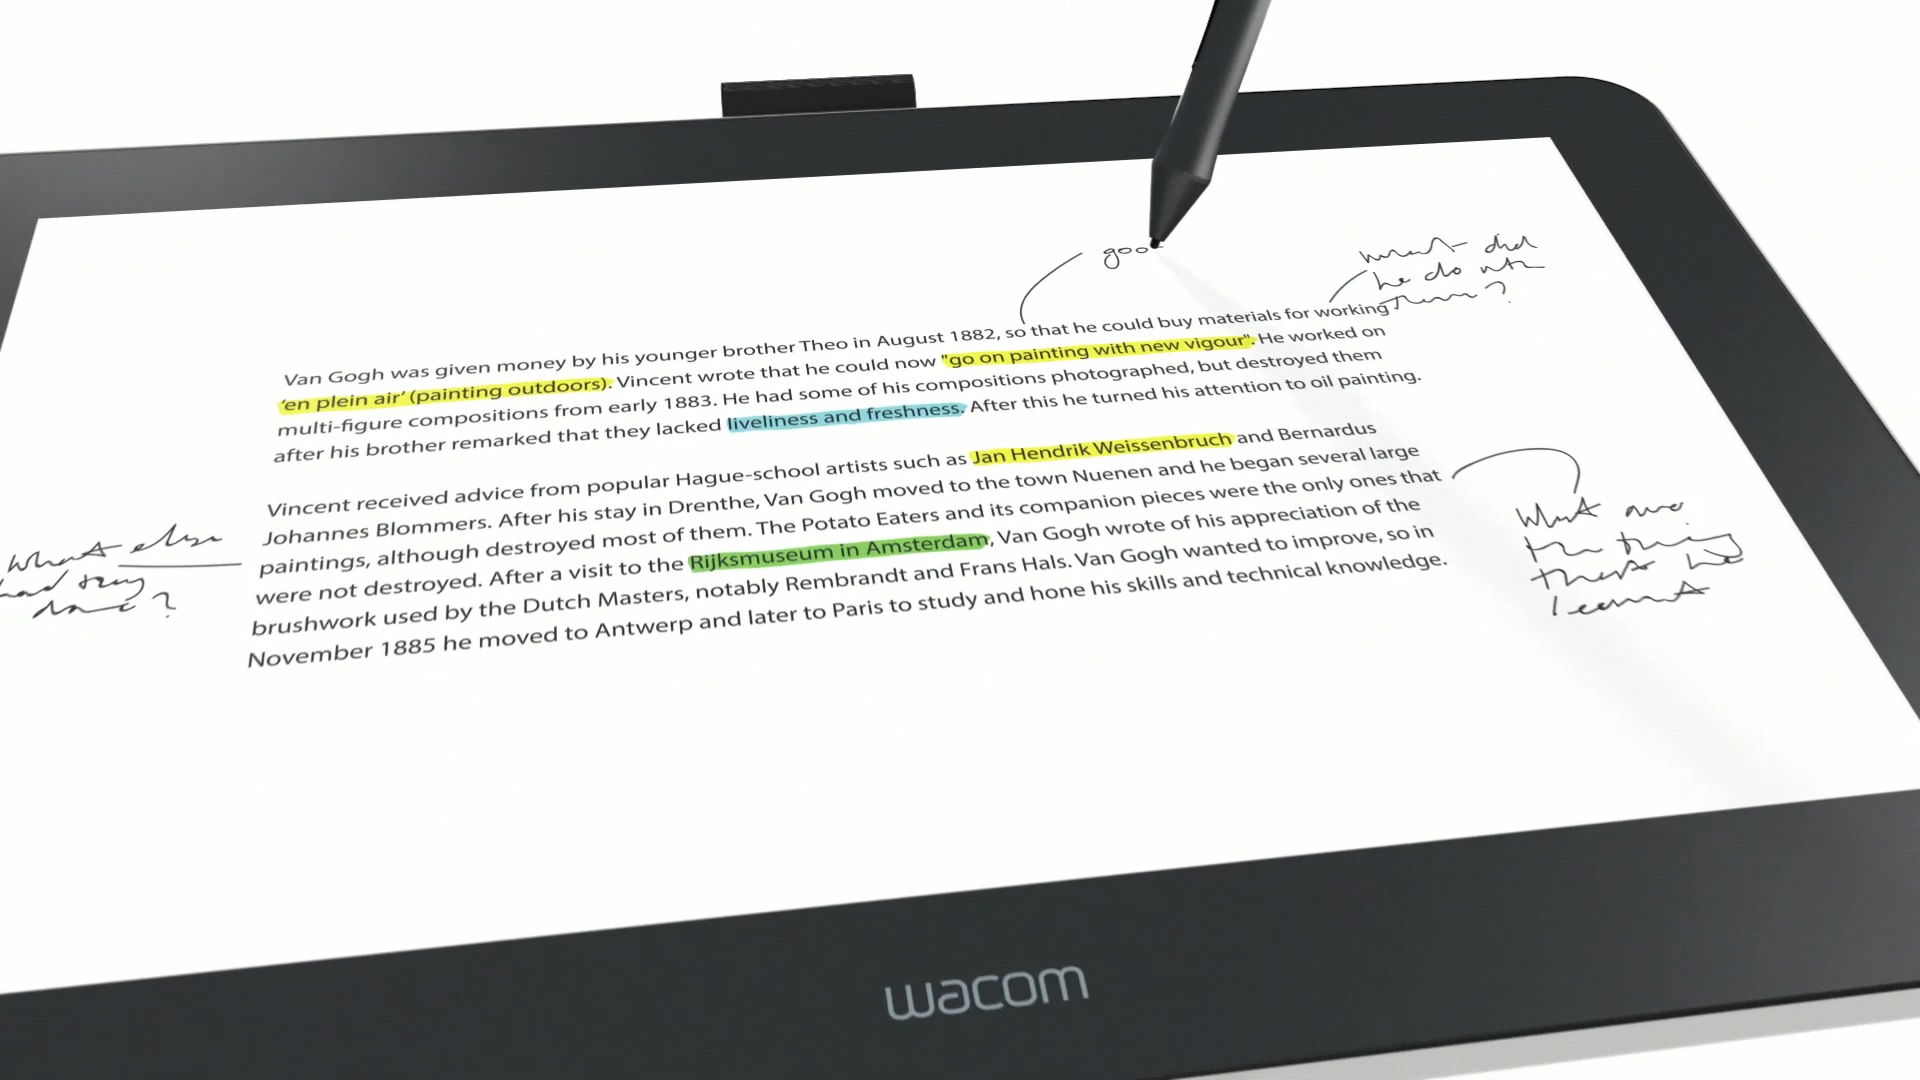 goo
what did
he do with
them?
Van Gogh was given money by his younger brother Theo in August 1882, so that he could buy materials for working
'en plein air' (painting outdoors). Vincent wrote that he could now "go on painting with new vigour". He worked on
multi-figure compositions from early 1883. He had some of his compositions photographed, but destroyed them
after his brother remarked that they lacked liveliness and freshness. After this he turned his attention to oil painting.
Vincent received advice from popular Hague-school artists such as Jan Hendrik Weissenbruch and Bernardus
Johannes Blommers. After his stay in Drenthe, Van Gogh moved to the town Nuenen and he began several large
paintings, although destroyed most of them. The Potato Eaters and its companion pieces were the only ones that
were not destroyed. After a visit to the Rijksmuseum in Amsterdam, Van Gogh wrote of his appreciation of the
brushwork used by the Dutch Masters, notably Rembrandt and Frans Hals. Van Gogh wanted to improve, so in
November 1885 he moved to Antwerp and later to Paris to study and hone his skills and technical knowledge.
What else
had they
done?
What are
the things
that he
learnt
wacom